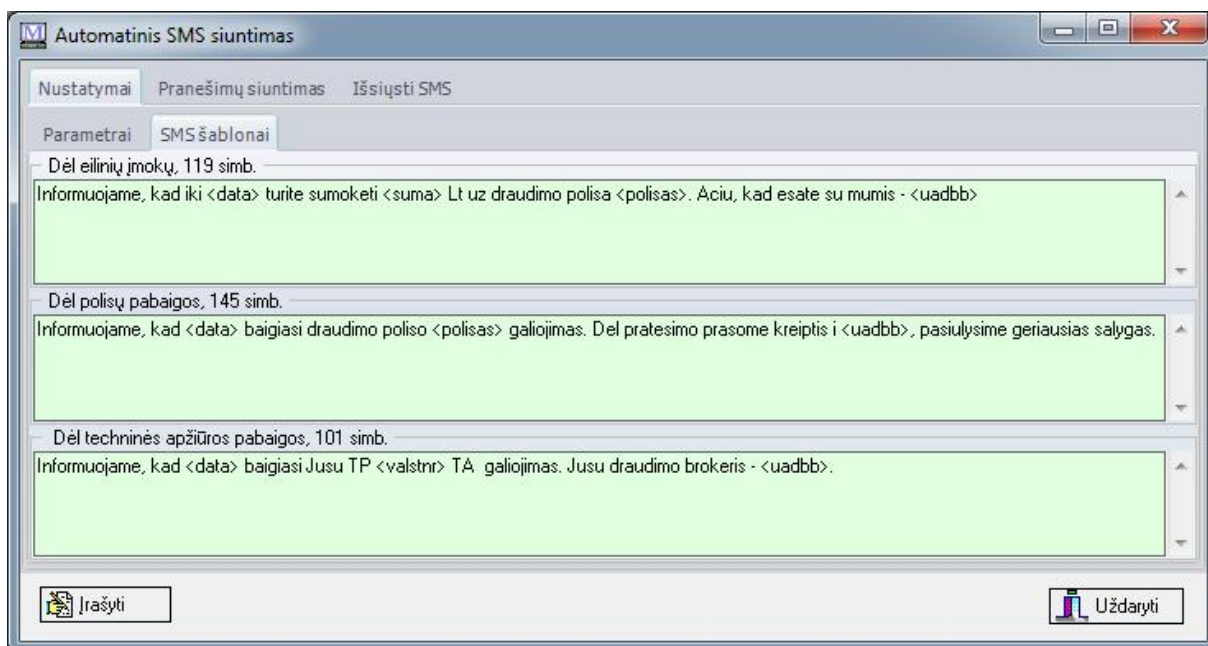 Automatinis SMS siuntimas
Nustatymai Pranešimų siuntimas Išsiųsti SMS
Parametrai SMS šablonai
Dėl eilinių įmokų, 119 simb.
Informuojame, kad iki <data> turite sumoketi <suma> Lt uz draudimo polisa <polisas>. Aciu, kad esate su mumis - <uadbb>
Dėl polisų pabaigos, 145 simb.
Informuojame, kad <data> baigiasi draudimo poliso <polisas> galiojimas. Del pratesimo prasome kreiptis i <uadbb>, pasiulysime geriausias salygas.
Dėl techninės apžiūros pabaigos, 101 simb.
Informuojame, kad <data> baigiasi Jusu TP <valstnr> TA  galiojimas. Jusu draudimo brokeris - <uadbb>.
Įrašyti Uždaryti